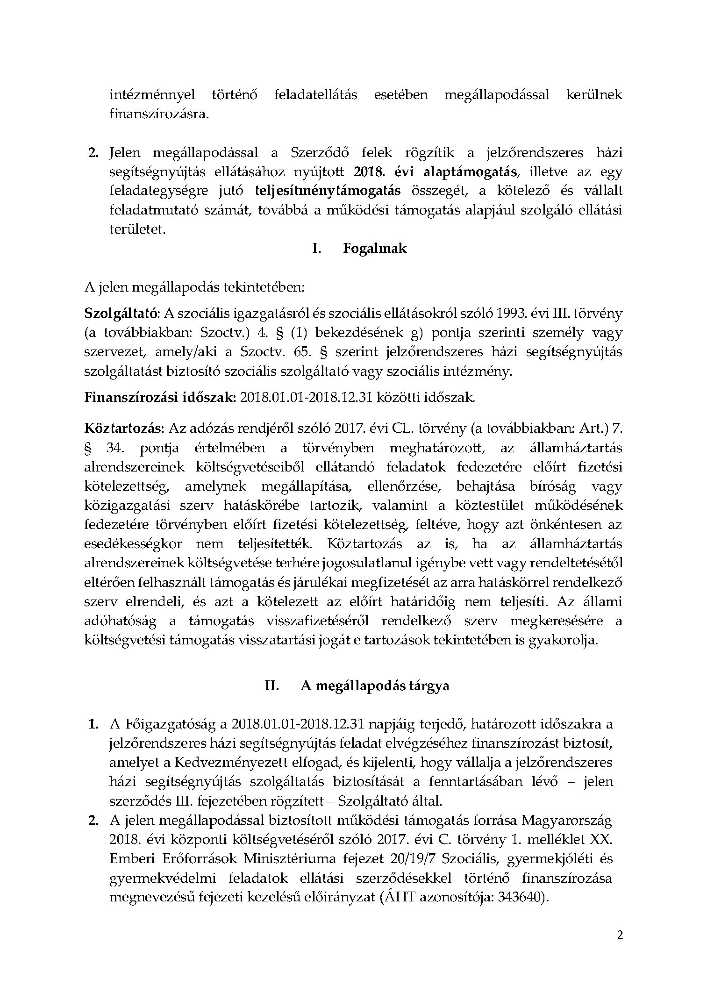 intézménnyel történő feladatellátás esetében megállapodással kerülnek
finanszírozásra.
2. Jelen megállapodással a Szerződő felek rögzítik a jelzőrendszeres házi
segítségnyújtás ellátásához nyújtott 2018. évi alaptámogatás, illetve az egy
feladategységre jutó teljesítménytámogatás összegét, a kötelező és vállalt
feladatmutató számát, továbbá a működési támogatás alapjául szolgáló ellátási
területet.
I. Fogalmak
A jelen megállapodás tekintetében:
Szolgáltató: A szociális igazgatásról és szociális ellátásokról szóló 1993. évi III. törvény
(a továbbiakban: Szoctv.) 4. § (1) bekezdésének g) pontja szerinti személy vagy
szervezet, amely/aki a Szoctv. 65. § szerint jelzőrendszeres házi segítségnyújtás
szolgáltatást biztosító szociális szolgáltató vagy szociális intézmény.
Finanszírozási időszak: 2018.01.01-2018.12.31 közötti időszak.
Köztartozás: Az adózás rendjéről szóló 2017. évi CL. törvény (a továbbiakban: Art.) 7.
§ 34. pontja értelmében a törvényben meghatározott, az államháztartás
alrendszereinek költségvetéseiből ellátandó feladatok fedezetére előírt fizetési
kötelezettség, amelynek megállapítása, ellenőrzése, behajtása bíróság vagy
közigazgatási szerv hatáskörébe tartozik, valamint a köztestület működésének
fedezetére törvényben előírt fizetési kötelezettség, feltéve, hogy azt önkéntesen az
esedékességkor nem teljesítették. Köztartozás az is, ha az államháztartás
alrendszereinek költségvetése terhére jogosulatlanul igénybe vett vagy rendeltetésétől
eltérően felhasznált támogatás és járulékai megfizetését az arra hatáskörrel rendelkező
szerv elrendeli, és azt a kötelezett az előírt határidőig nem teljesíti. Az állami
adóhatóság a támogatás visszafizetéséről rendelkező szerv megkeresésére a
költségvetési támogatás visszatartási jogát e tartozások tekintetében is gyakorolja.
II. A megállapodás tárgya
1. A Főigazgatóság a 2018.01.01-2018.12.31 napjáig terjedő, határozott időszakra a
jelzőrendszeres házi segítségnyújtás feladat elvégzéséhez finanszírozást biztosít,
amelyet a Kedvezményezett elfogad, és kijelenti, hogy vállalja a jelzőrendszeres
házi segítségnyújtás szolgáltatás biztosítását a fenntartásában lévő – jelen
szerződés III. fejezetében rögzített – Szolgáltató által.
2. A jelen megállapodással biztosított működési támogatás forrása Magyarország
2018. évi központi költségvetéséről szóló 2017. évi C. törvény 1. melléklet XX.
Emberi Erőforrások Minisztériuma fejezet 20/19/7 Szociális, gyermekjóléti és
gyermekvédelmi feladatok ellátási szerződésekkel történő finanszírozása
megnevezésű fejezeti kezelésű előirányzat (ÁHT azonosítója: 343640).
2